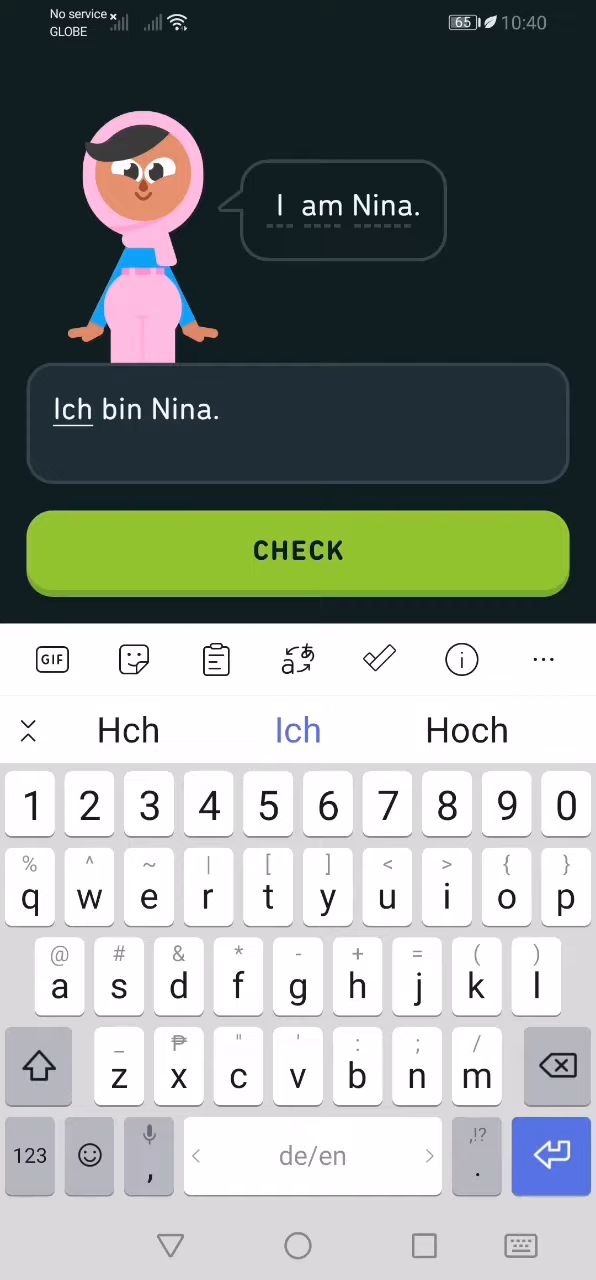 No service
GLOBE
65 10:40
I am Nina.
Ich bin Nina.
CHECK
GIF
Hch Ich Hoch
1 2 3 4 5 6 7 8 9 0
% ^ ~ | [ ] < > { }
q w e r t y u i o p
@ # & * - + = ( )
a s d f g h j k l
_ ₱ " ' : ; /
z x c v b n m
,!?
123 , de/en .